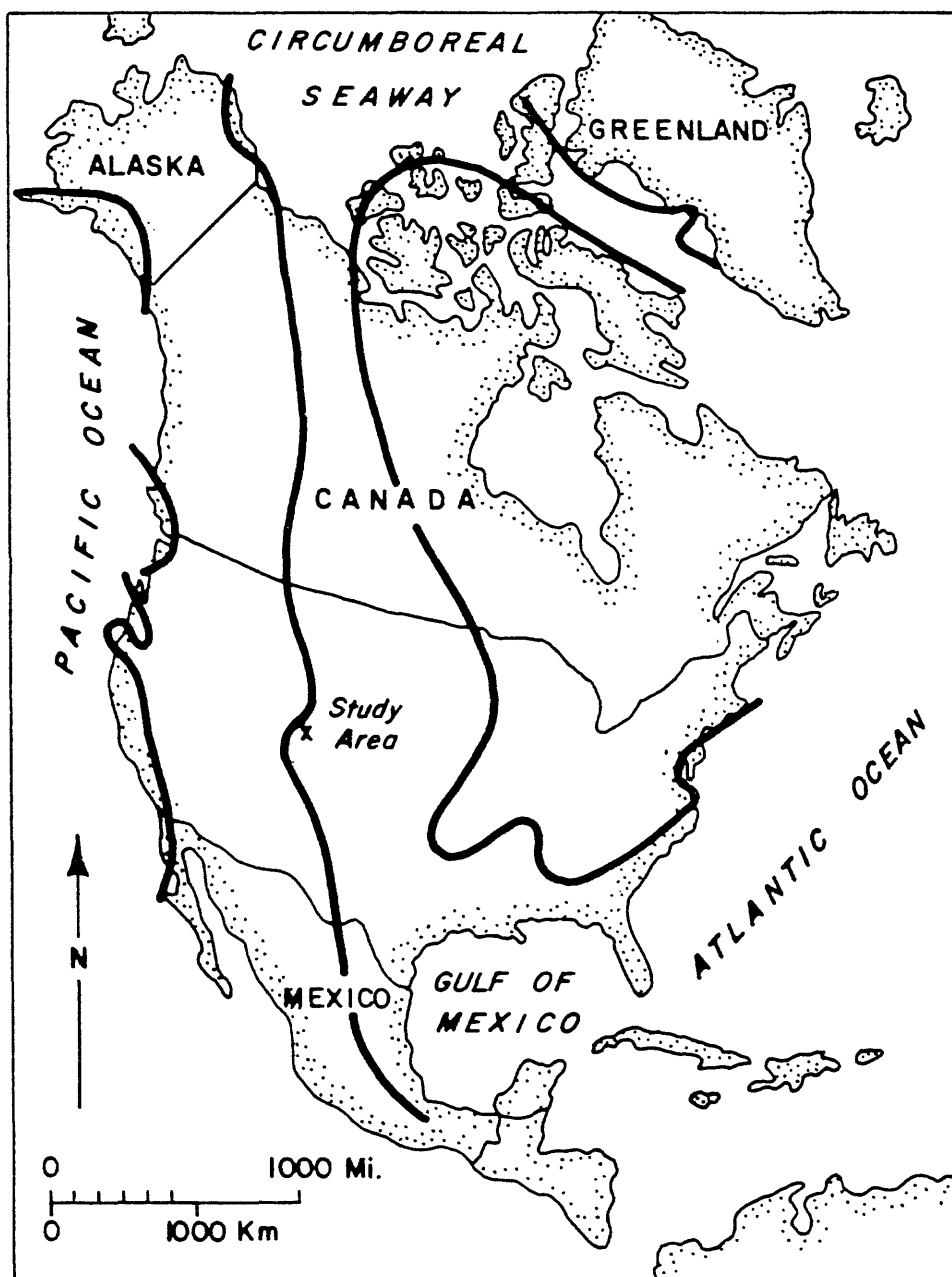 CIRCUMBOREAL
SEAWAY
GREENLAND
ALASKA
PACIFIC OCEAN
CANADA
Study
Area
x
ATLANTIC OCEAN
N
MEXICO
GULF OF
MEXICO
0 1000 Mi.
0 1000 Km